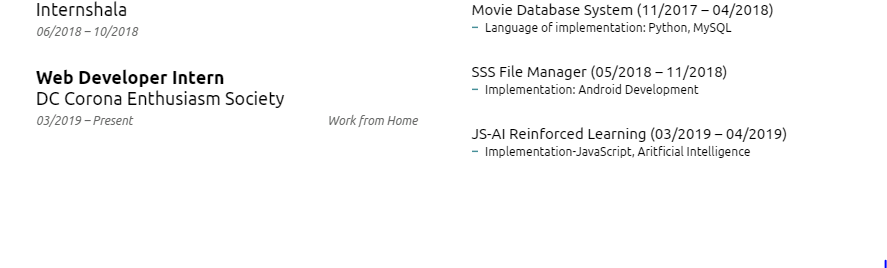 Internshala
06/2018 – 10/2018
Web Developer Intern
DC Corona Enthusiasm Society
03/2019 – Present Work from Home
Movie Database System (11/2017 – 04/2018)
– Language of implementation: Python, MySQL
SSS File Manager (05/2018 – 11/2018)
– Implementation: Android Development
JS-AI Reinforced Learning (03/2019 – 04/2019)
– Implementation-JavaScript, Aritficial Intelligence